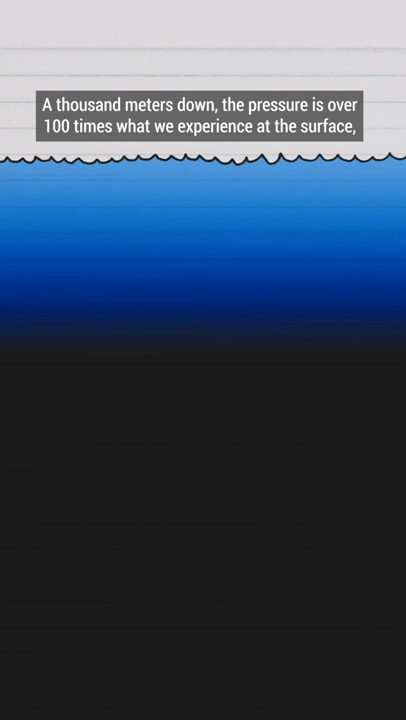 A thousand meters down, the pressure is over
100 times what we experience at the surface,